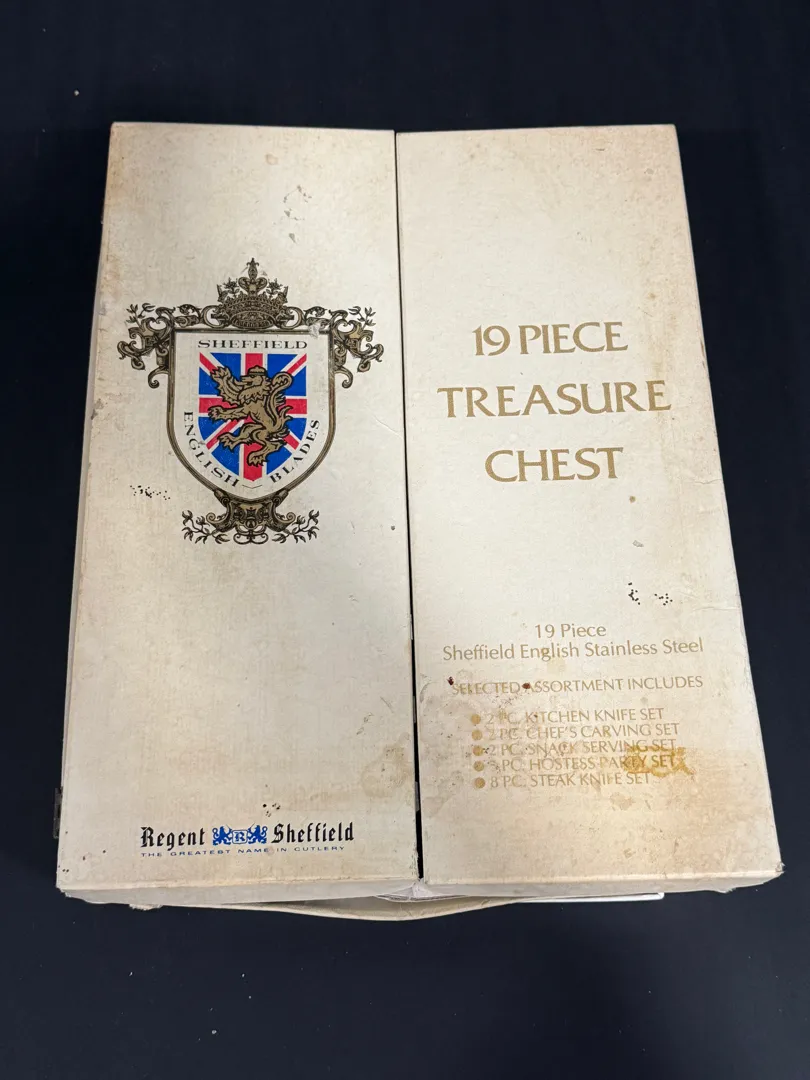 SHEFFIELD
ENGLISH BLADES
Regent R Sheffield
THE GREATEST NAME IN CUTLERY
19 PIECE
TREASURE
CHEST
19 Piece
Sheffield English Stainless Steel
SELECTED ASSORTMENT INCLUDES
2 PC. KITCHEN KNIFE SET
2 PC. CHEF'S CARVING SET
2 PC. SNACK SERVING SET
PC. HOSTESS PARTY SET
8 PC. STEAK KNIFE SET